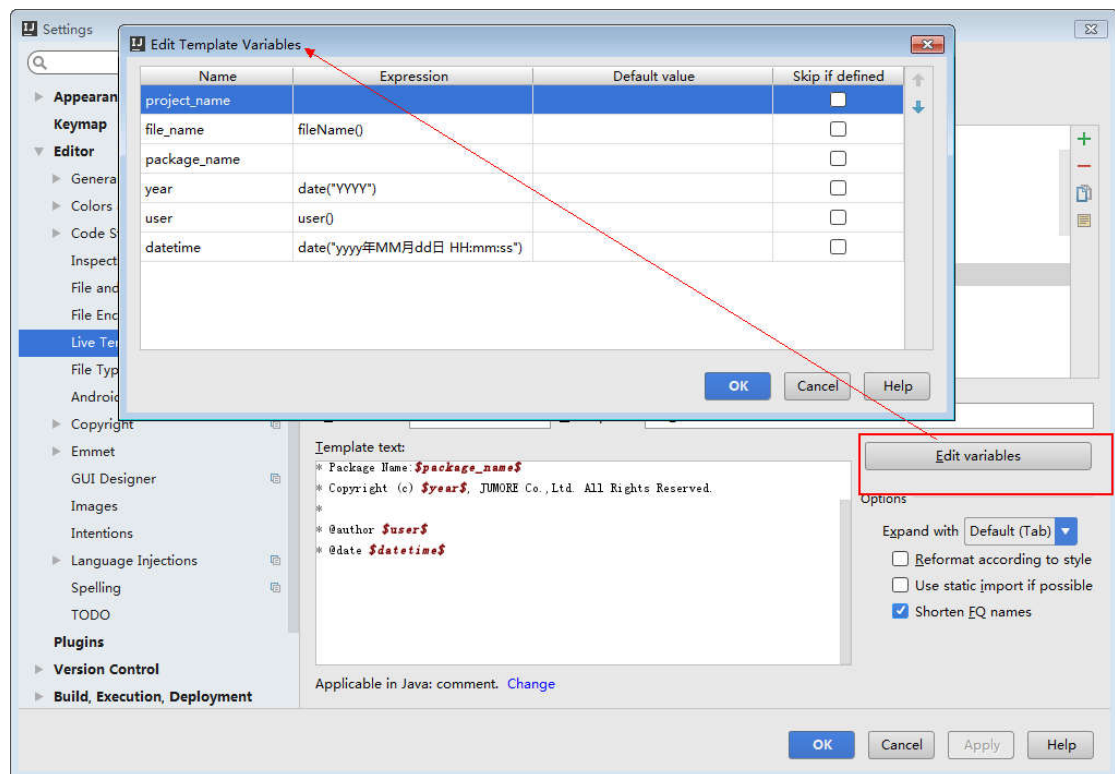 Settings
Edit Template Variables
Name Expression Default value Skip if defined
project_name
file_name fileName()
package_name
year date("YYYY")
user user()
datetime date("yyyy年MM月dd日 HH:mm:ss")
OK Cancel Help
Appearan
Keymap
Editor
Genera
Colors
Code S
Inspect
File and
File Enc
Live Te
File Typ
Androi
Copyright
Emmet
GUI Designer
Images
Intentions
Language Injections
Spelling
TODO
Plugins
Version Control
Build, Execution, Deployment
Template text:
* Package Name:$package_name$
* Copyright (c) $year$, JUMORE Co.,Ltd. All Rights Reserved.
*
* @author $user$
* @date $datetime$
Applicable in Java: comment. Change
Edit variables
Options
Expand with Default (Tab)
Reformat according to style
Use static import if possible
Shorten FQ names
OK Cancel Apply Help